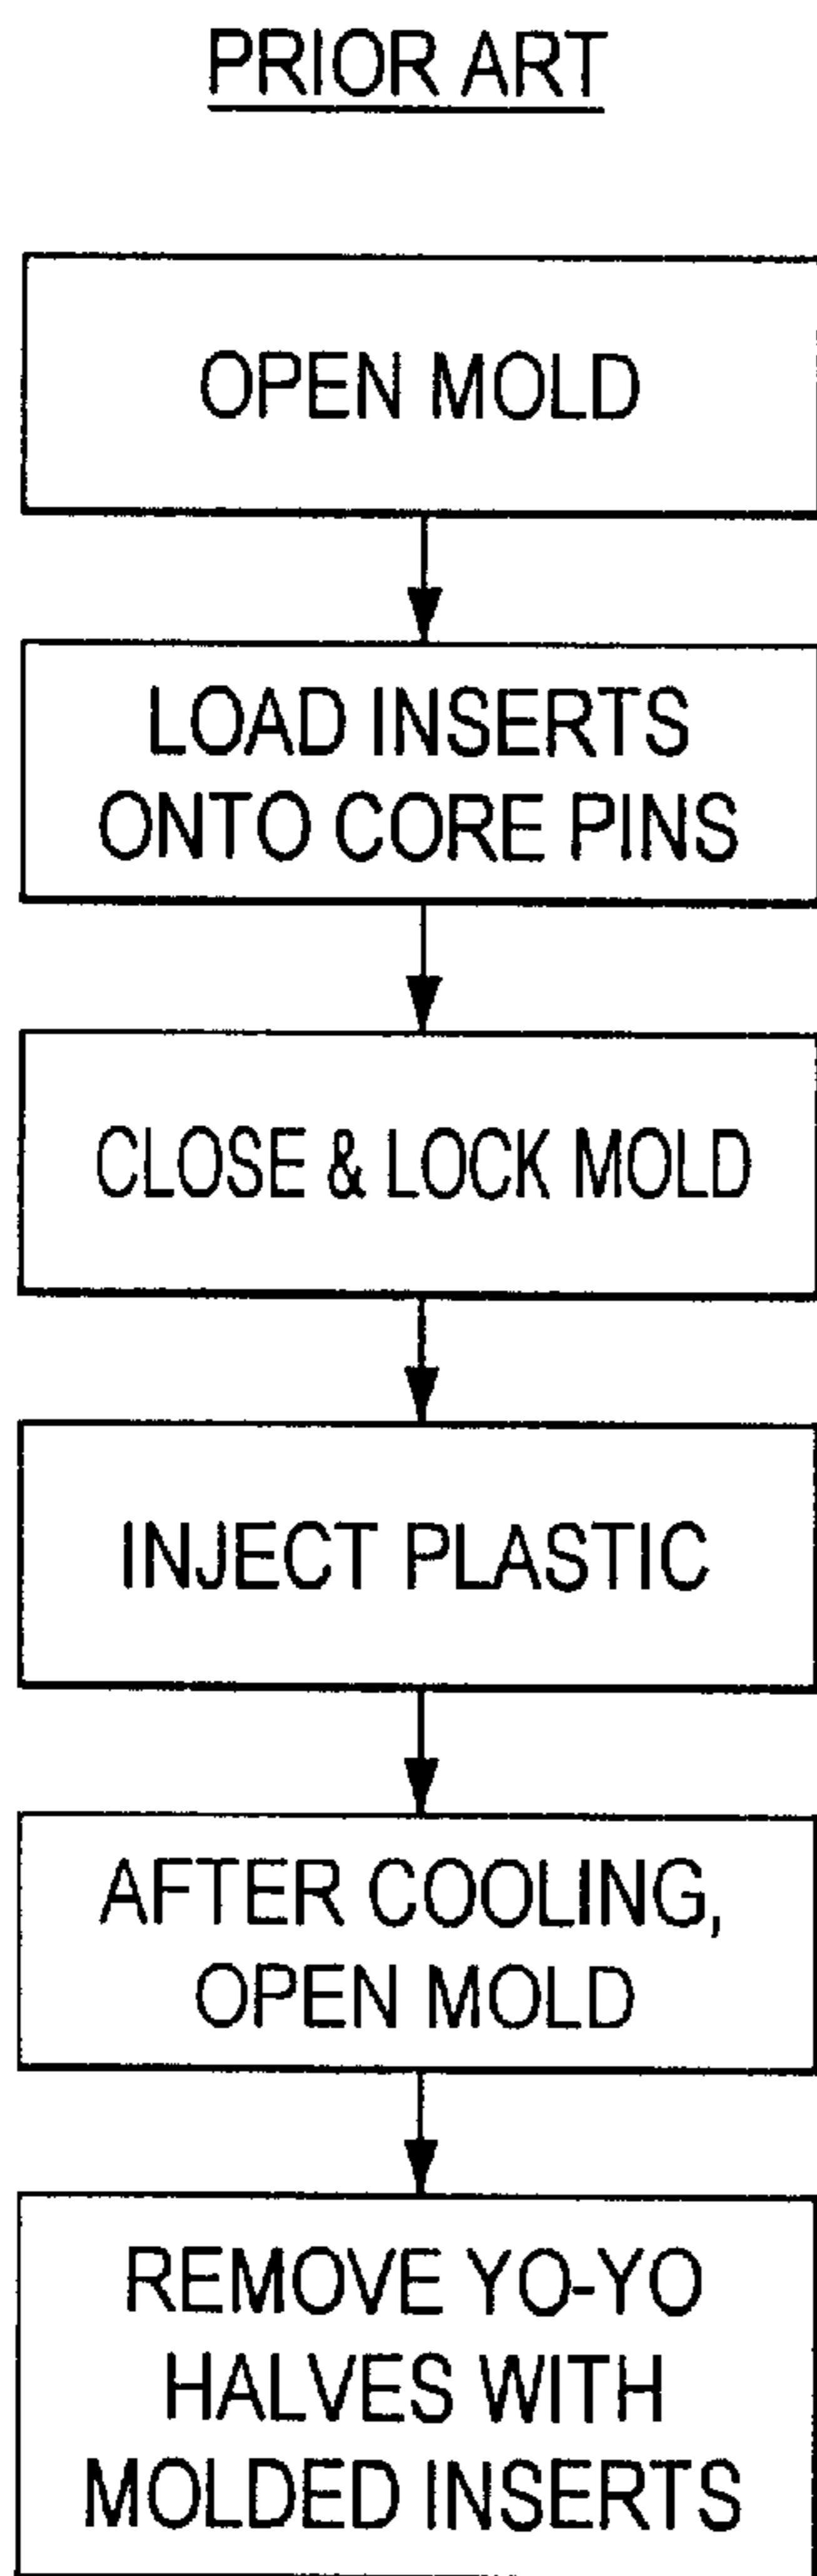 PRIOR ART
OPEN MOLD
LOAD INSERTS
ONTO CORE PINS
CLOSE & LOCK MOLD
INJECT PLASTIC
AFTER COOLING,
OPEN MOLD
REMOVE YO-YO
HALVES WITH
MOLDED INSERTS